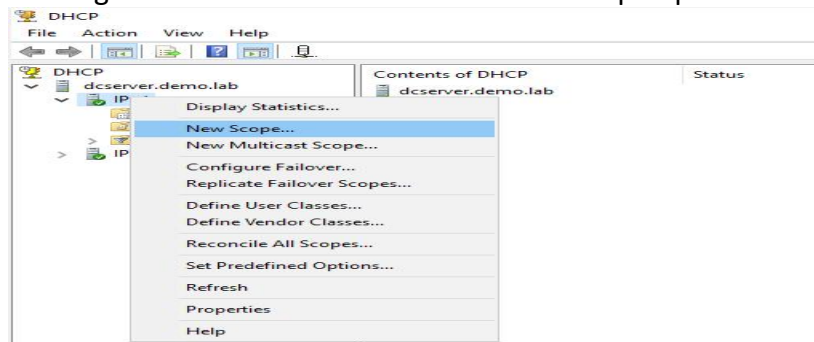 DHCP
File Action View Help
DHCP
dcserver.demo.lab
IP
IP
Contents of DHCP Status
dcserver.demo.lab
Display Statistics...
New Scope...
New Multicast Scope...
Configure Failover...
Replicate Failover Scopes...
Define User Classes...
Define Vendor Classes...
Reconcile All Scopes...
Set Predefined Options...
Refresh
Properties
Help